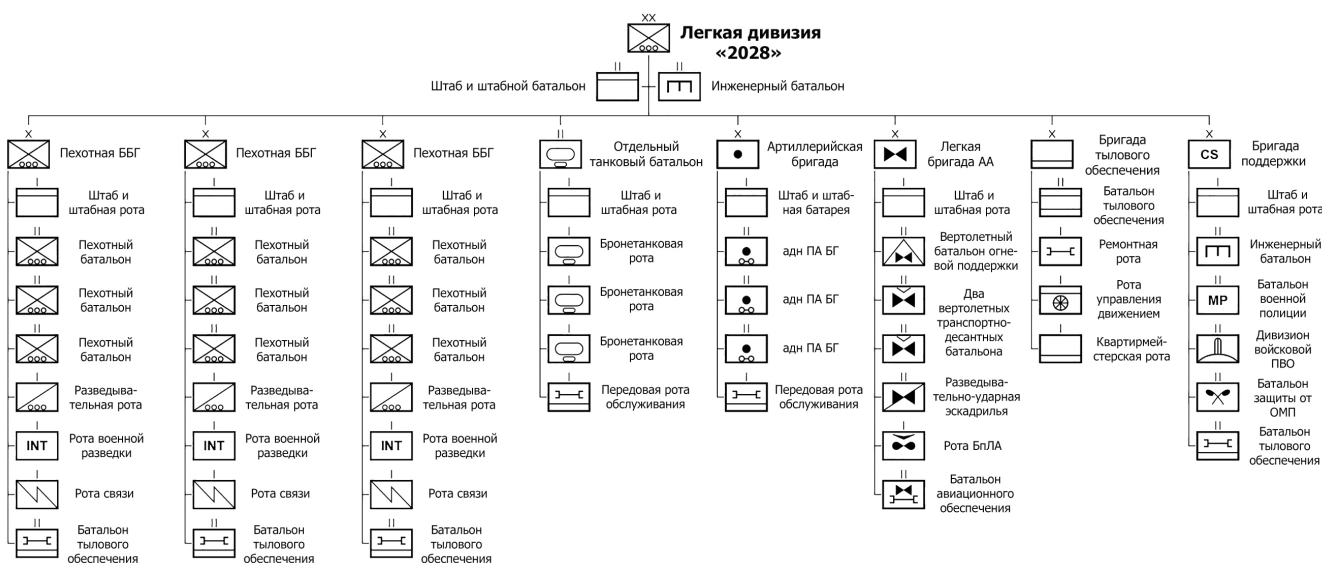 XX
Легкая дивизия
«2028»
II
Штаб и штабной батальон
II
Инженерный батальон
X
Пехотная ББГ
I
Штаб и
штабная рота
II
Пехотный
батальон
II
Пехотный
батальон
II
Пехотный
батальон
I
Разведыва-
тельная рота
I
INT
Рота военной
разведки
I
Рота связи
II
Батальон
тылового
обеспечения
X
Пехотная ББГ
I
Штаб и
штабная рота
II
Пехотный
батальон
II
Пехотный
батальон
II
Пехотный
батальон
I
Разведыва-
тельная рота
I
INT
Рота военной
разведки
I
Рота связи
II
Батальон
тылового
обеспечения
X
Пехотная ББГ
I
Штаб и
штабная рота
II
Пехотный
батальон
II
Пехотный
батальон
II
Пехотный
батальон
I
Разведыва-
тельная рота
I
INT
Рота военной
разведки
I
Рота связи
II
Батальон
тылового
обеспечения
II
Отдельный
танковый батальон
I
Штаб и
штабная рота
I
Бронетанковая
рота
I
Бронетанковая
рота
I
Бронетанковая
рота
I
Передовая рота
обслуживания
X
Артиллерийская
бригада
I
Штаб и штаб-
ная батарея
II
адн ПА БГ
II
адн ПА БГ
II
адн ПА БГ
I
Передовая рота
обслуживания
X
Легкая
бригада АА
I
Штаб и
штабная рота
II
Вертолетный
батальон огне-
вой поддержки
II
Два
вертолетных
транспортно-
десантных
батальона
II
II
Разведыва-
тельно-ударная
эскадрилья
I
Рота БпЛА
II
Батальон
авиационного
обеспечения
X
Бригада
тылового
обеспечения
II
Батальон
тылового
обеспечения
I
Ремонтная
рота
I
Рота
управления
движением
I
Квартирмей-
стерская рота
X
CS
Бригада
поддержки
I
Штаб и
штабная рота
II
Инженерный
батальон
II
MP
Батальон
военной
полиции
II
Дивизион
войсковой
ПВО
II
Батальон
защиты от
ОМП
II
Батальон
тылового
обеспечения